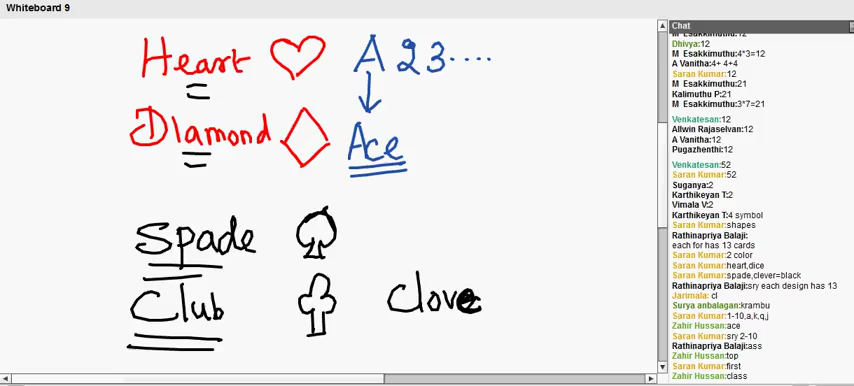 Whiteboard 9
Heart A 2 3 ....
Diamond Ace
Spade
Club Clove
Chat
M Esakkimuthu:12
Dhivya:12
M Esakkimuthu:4*3=12
A Vanitha:4+ 4+4
Saran Kumar:12
M Esakkimuthu:21
Kalimuthu P:21
M Esakkimuthu:3*7=21
Venkatesan:12
Allwin Rajaselvan:12
A Vanitha:12
Pugazhenthi:12
Venkatesan:52
Saran Kumar:52
Suganya:2
Karthikeyan T:2
Vimala V:2
Karthikeyan T:4 symbol
Saran Kumar:shapes
Rathinapriya Balaji:
each for has 13 cards
Saran Kumar:2 color
Saran Kumar:heart,dice
Saran Kumar:spade,clever=black
Rathinapriya Balaji:sry each design has 13
Jarimala: cl
Surya anbalagan:krambu
Saran Kumar:1-10,a,k,q,j
Zahir Hussan:ace
Saran Kumar:sry 2-10
Rathinapriya Balaji:ass
Zahir Hussan:top
Saran Kumar:first
Zahir Hussan:class